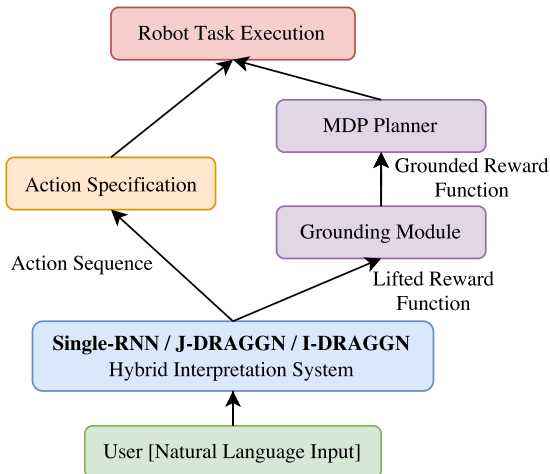 Robot Task Execution
MDP Planner
Grounded Reward
Function
Action Specification
Grounding Module
Action Sequence
Lifted Reward
Function
Single-RNN / J-DRAGGN / I-DRAGGN
Hybrid Interpretation System
User [Natural Language Input]